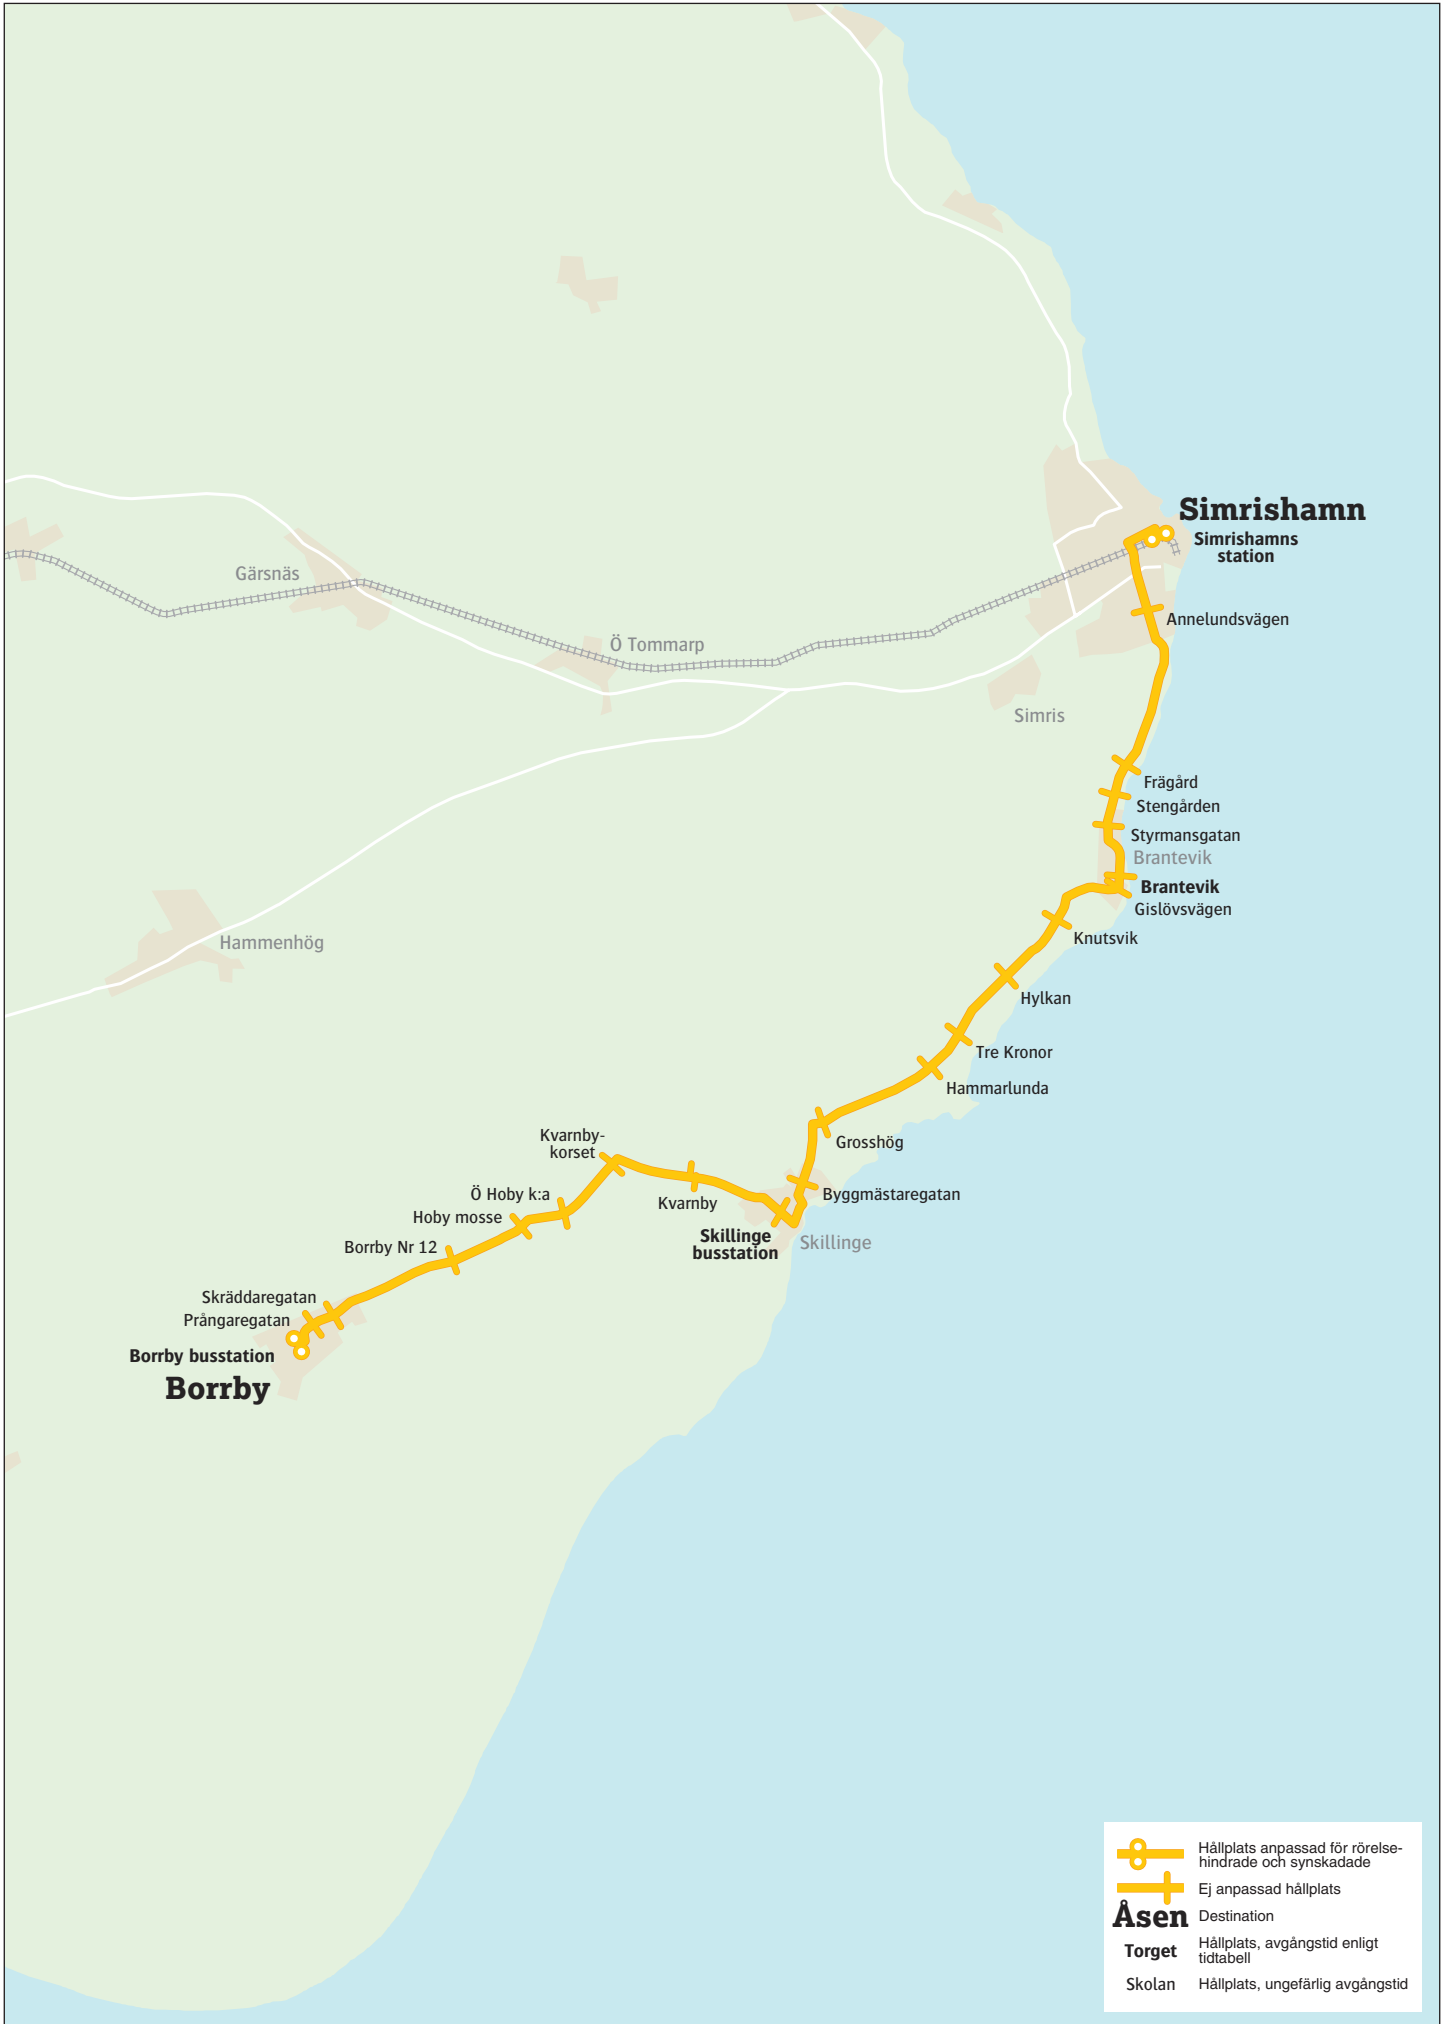 Simrishamn
Simrishamns
station
Gärsnäs
Annelundsvägen
Ö Tommarp
Simris
Frägård
Stengården
Styrmansgatan
Brantevik
Brantevik
Gislövsvägen
Hammenhög
Knutsvik
Hylkan
Tre Kronor
Hammarlunda
Kvarnby-
korset
Grosshög
Ö Hoby k:a
Kvarnby
Byggmästaregatan
Hoby mosse
Skillinge
busstation
Skillinge
Borrby Nr 12
Skräddaregatan
Prångaregatan
Borrby busstation
Borrby
Hållplats anpassad för rörelse-
hindrade och synskadade
Ej anpassad hållplats
Åsen Destination
Torget Hållplats, avgångstid enligt
tidtabell
Skolan Hållplats, ungefärlig avgångstid